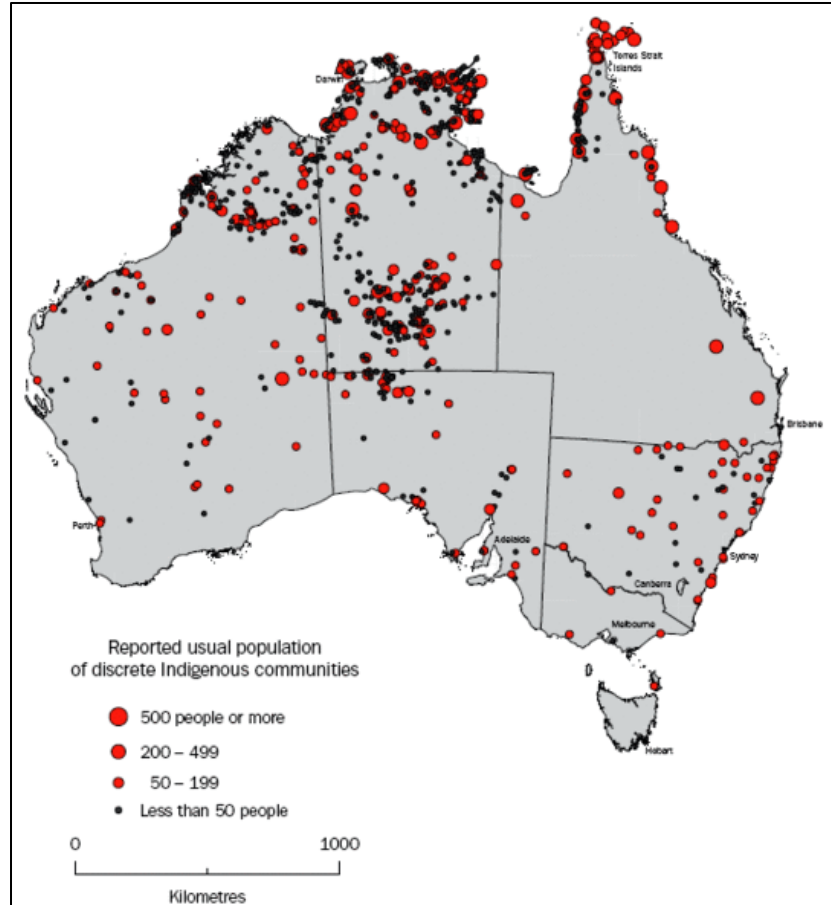 Torres Strait
Islands
Darwin
Brisbane
Perth
Adelaide
Sydney
Canberra
Melbourne
Hobart
Reported usual population
of discrete Indigenous communities
500 people or more
200 – 499
50 – 199
Less than 50 people
0 1000
Kilometres